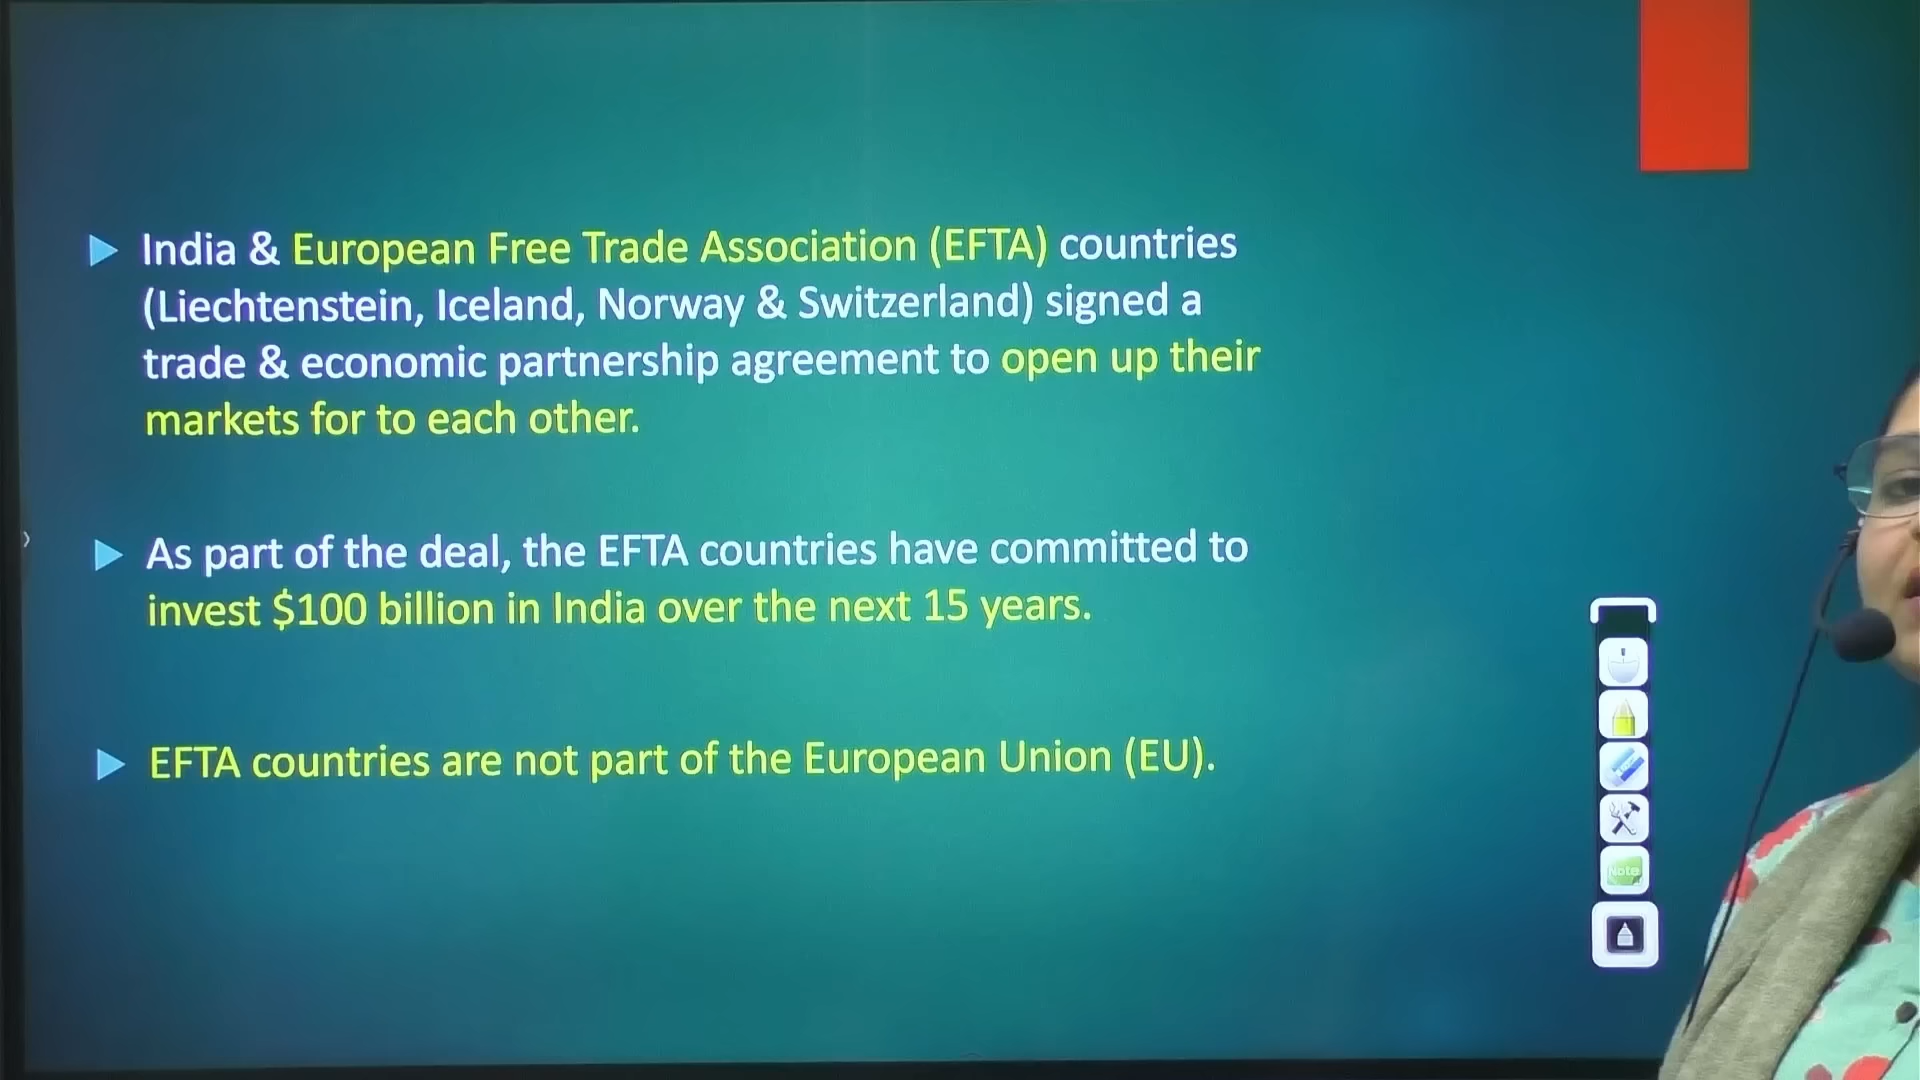 India & European Free Trade Association (EFTA) countries
(Liechtenstein, Iceland, Norway & Switzerland) signed a
trade & economic partnership agreement to open up their
markets for to each other.
As part of the deal, the EFTA countries have committed to
invest $100 billion in India over the next 15 years.
EFTA countries are not part of the European Union (EU).
Note